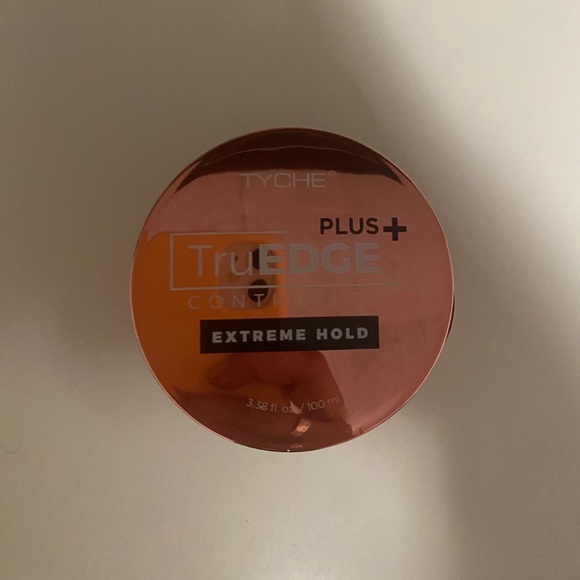 TYCHE®
PLUS+
TruEDGE
EXTREME HOLD
3.38 fl. oz / 100 ml